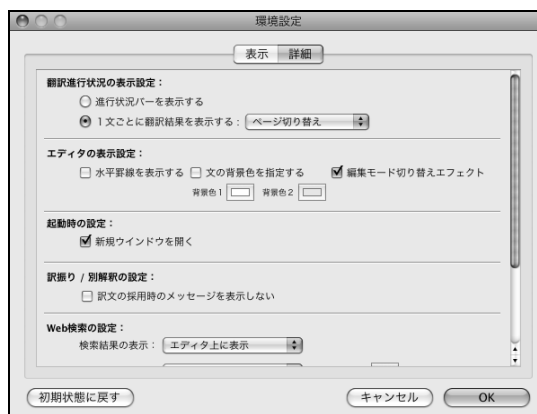 環境設定
表示 詳細
翻訳進行状況の表示設定：
進行状況バーを表示する
1文ごとに翻訳結果を表示する： ページ切り替え
エディタの表示設定：
水平罫線を表示する 文の背景色を指定する 編集モード切り替えエフェクト
背景色1 背景色2
起動時の設定：
新規ウインドウを開く
訳振り / 別解釈の設定：
訳文の採用時のメッセージを表示しない
Web検索の設定：
検索結果の表示： エディタ上に表示
初期状態に戻す キャンセル OK